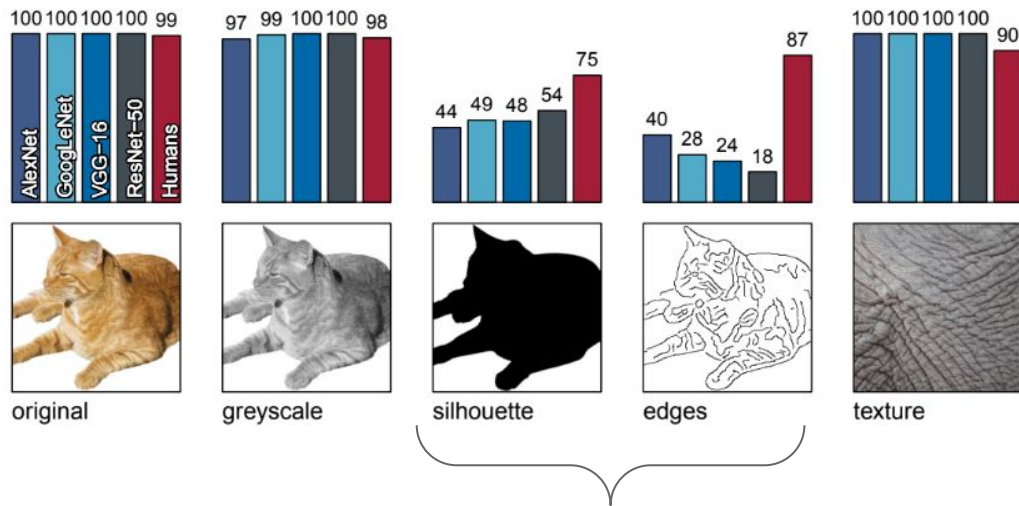 100 100 100 100 99
97 99 100 100 98
44 49 48 54 75
40 28 24 18 87
100 100 100 100 90
AlexNet
GoogLeNet
VGG-16
ResNet-50
Humans
original
greyscale
silhouette
edges
texture